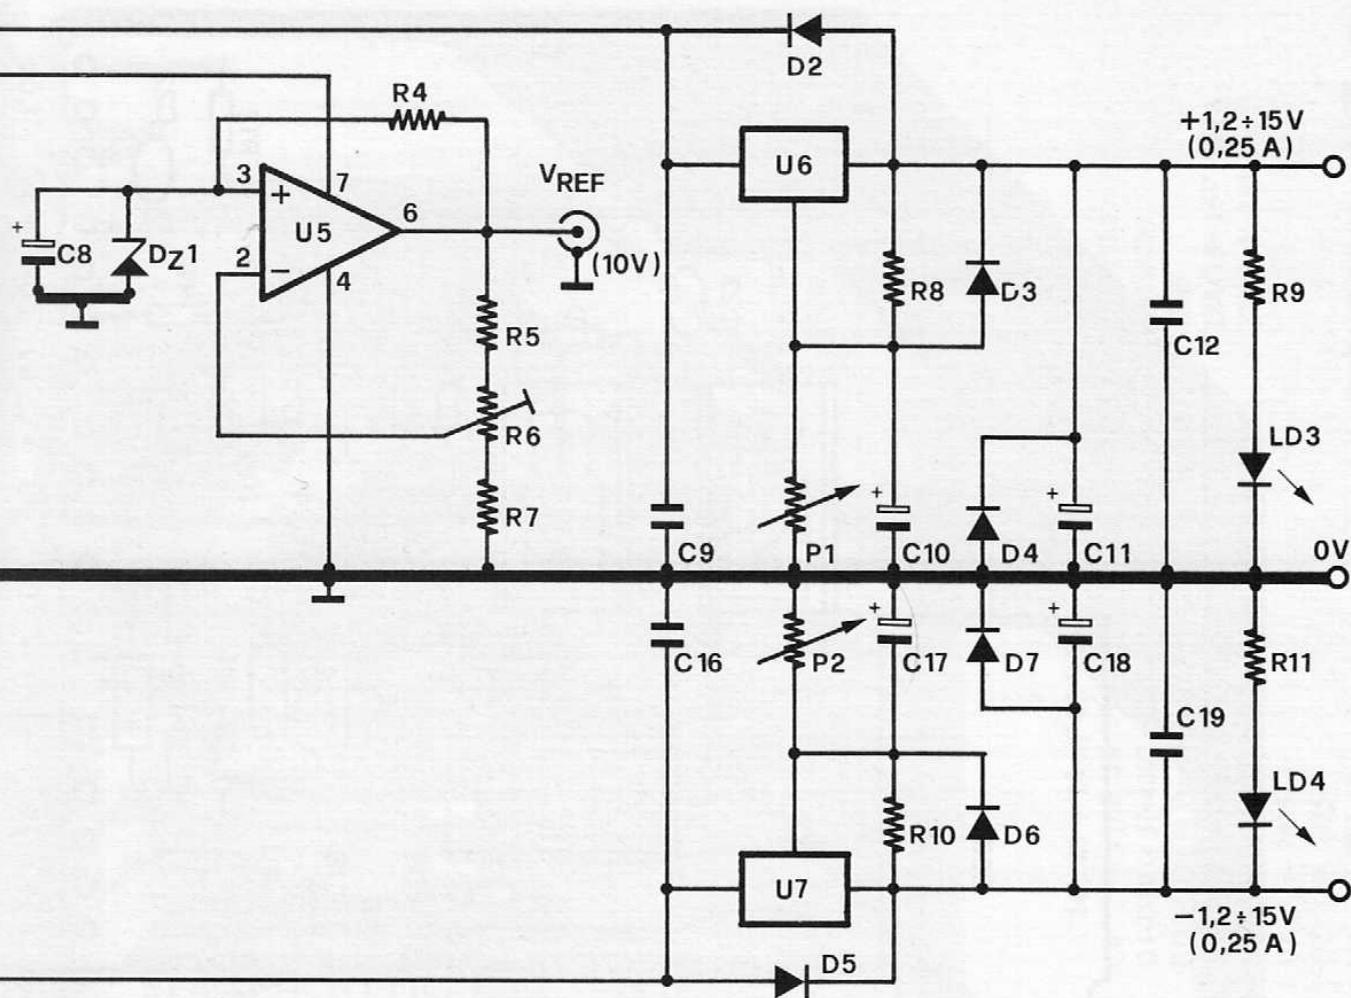 D2
R4
U6
+1,2÷15V
(0,25 A)
3
+
7
VREF
6
U5
C8
+
DZ1
2
−
4
(10V)
R8
D3
R9
C12
R5
R6
LD3
R7
+
+
C9
P1
C10
D4
C11
0V
+
+
C16
P2
C17
D7
C18
R11
C19
LD4
R10
D6
U7
−1,2÷15V
(0,25 A)
D5